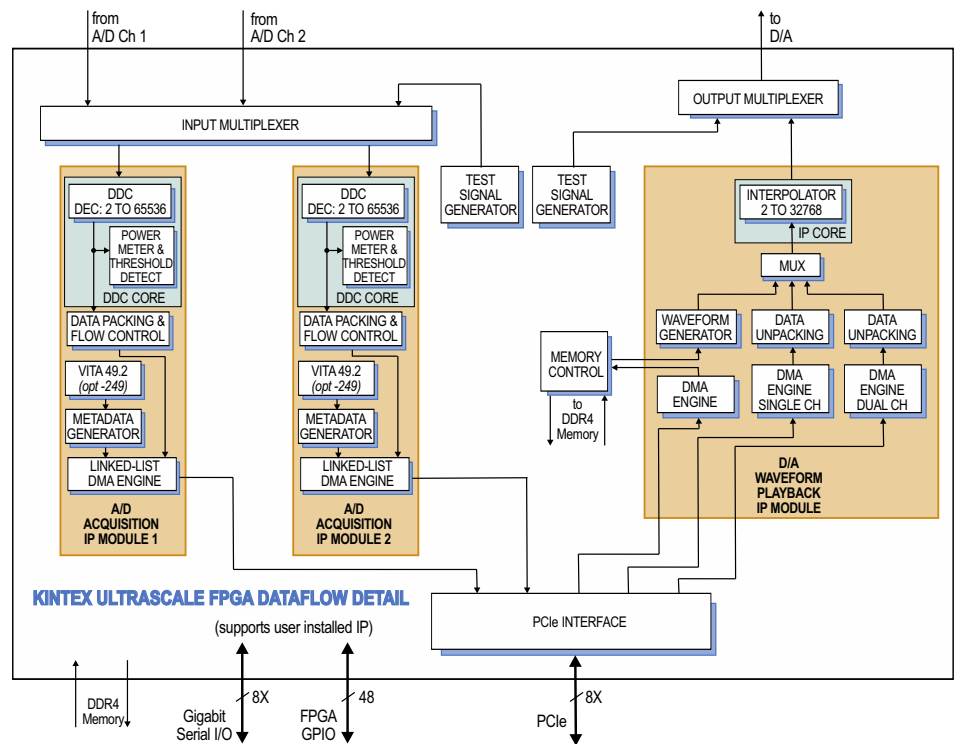 from
A/D Ch 1
from
A/D Ch 2
to
D/A
INPUT MULTIPLEXER
OUTPUT MULTIPLEXER
TEST
SIGNAL
GENERATOR
TEST
SIGNAL
GENERATOR
DDC
DEC: 2 TO 65536
POWER
METER &
THRESHOLD
DETECT
DDC CORE
DATA PACKING &
FLOW CONTROL
VITA 49.2
(opt -249)
METADATA
GENERATOR
LINKED-LIST
DMA ENGINE
A/D
ACQUISITION
IP MODULE 1
DDC
DEC: 2 TO 65536
POWER
METER &
THRESHOLD
DETECT
DDC CORE
DATA PACKING &
FLOW CONTROL
VITA 49.2
(opt -249)
METADATA
GENERATOR
LINKED-LIST
DMA ENGINE
A/D
ACQUISITION
IP MODULE 2
INTERPOLATOR
2 TO 32768
IP CORE
MUX
WAVEFORM
GENERATOR
DATA
UNPACKING
DATA
UNPACKING
MEMORY
CONTROL
to
DDR4
Memory
DMA
ENGINE
DMA
ENGINE
SINGLE CH
DMA
ENGINE
DUAL CH
D/A
WAVEFORM
PLAYBACK
IP MODULE
KINTEX ULTRASCALE FPGA DATAFLOW DETAIL
(supports user installed IP)
PCIe INTERFACE
DDR4
Memory
8X
Gigabit
Serial I/O
48
FPGA
GPIO
8X
PCIe